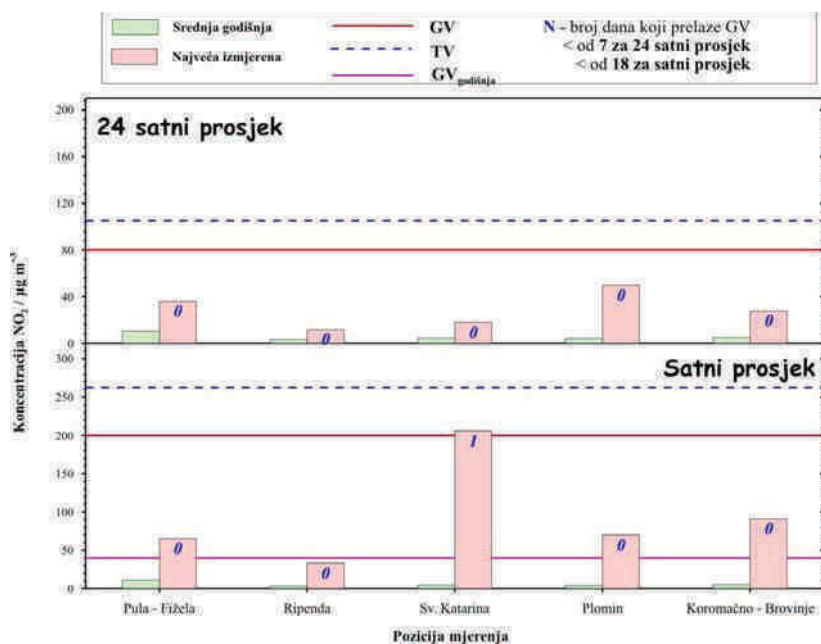 Srednja godišnja
Najveća izmjerena
GV
TV
GVgodišnja
N - broj dana koji prelaze GV
< od 7 za 24 satni prosjek
< od 18 za satni prosjek
24 satni prosjek
200
160
120
80
40
0
0
0
0
0
0
Koncentracija NO₂ / µg m⁻³
Satni prosjek
300
250
200
150
100
50
0
0
0
1
0
0
Pula - Fižela
Ripenda
Sv. Katarina
Plomin
Koromačno - Brovinje
Pozicija mjerenja